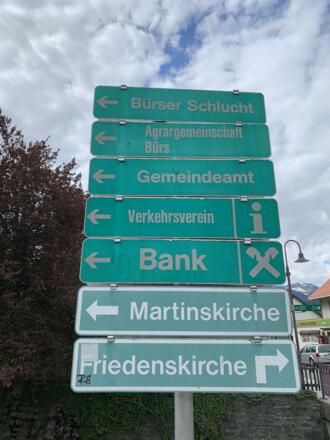 Bürser Schlucht
Agrargemeinschaft
Bürs
Gemeindeamt
Verkehrsverein i
Bank
Martinskirche
Friedenskirche